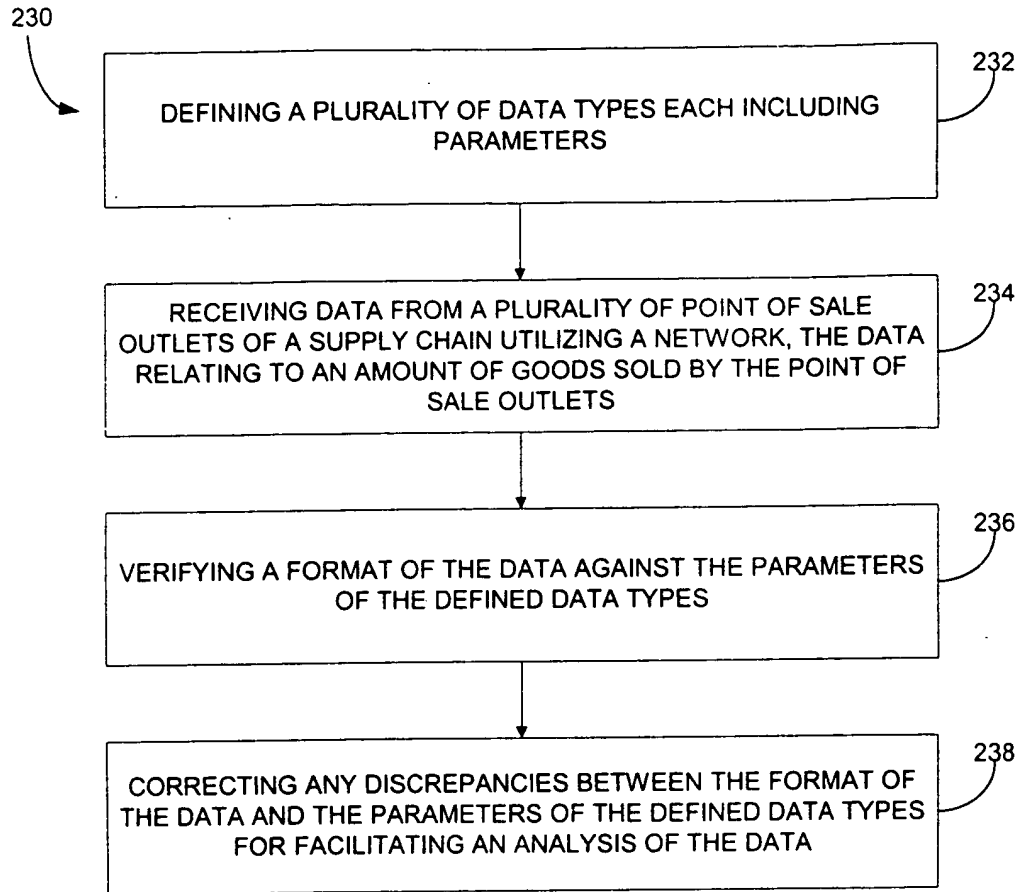 230
232
DEFINING A PLURALITY OF DATA TYPES EACH INCLUDING
PARAMETERS
234
RECEIVING DATA FROM A PLURALITY OF POINT OF SALE
OUTLETS OF A SUPPLY CHAIN UTILIZING A NETWORK, THE DATA
RELATING TO AN AMOUNT OF GOODS SOLD BY THE POINT OF
SALE OUTLETS
236
VERIFYING A FORMAT OF THE DATA AGAINST THE PARAMETERS
OF THE DEFINED DATA TYPES
238
CORRECTING ANY DISCREPANCIES BETWEEN THE FORMAT OF
THE DATA AND THE PARAMETERS OF THE DEFINED DATA TYPES
FOR FACILITATING AN ANALYSIS OF THE DATA